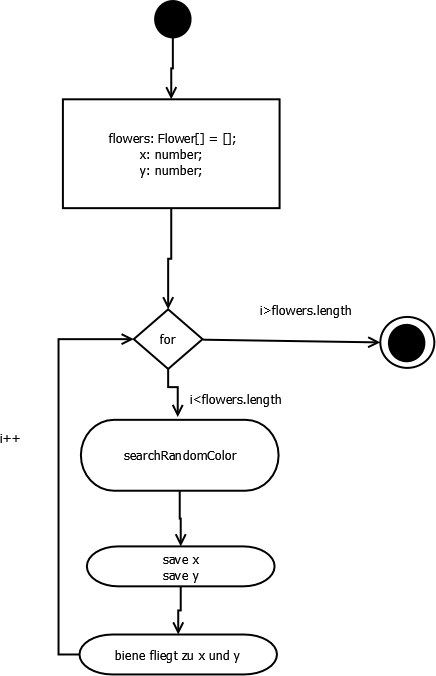 flowers: Flower[] = [];
x: number;
y: number;
i>flowers.length
for
i<flowers.length
i++
searchRandomColor
save x
save y
biene fliegt zu x und y